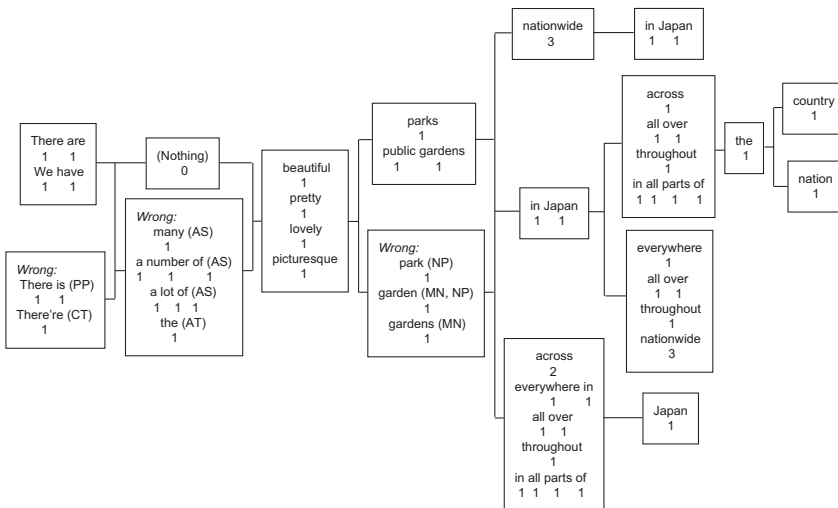 There are
1 1
We have
1 1
Wrong:
There is (PP)
1 1
There're (CT)
1
(Nothing)
0
Wrong:
many (AS)
1
a number of (AS)
1 1 1
a lot of (AS)
1 1 1
the (AT)
1
beautiful
1
pretty
1
lovely
1
picturesque
1
parks
1
public gardens
1 1
Wrong:
park (NP)
1
garden (MN, NP)
1
gardens (MN)
1
nationwide
3
in Japan
1 1
in Japan
1 1
across
1
all over
1 1
throughout
1
in all parts of
1 1 1 1
the
1
country
1
nation
1
everywhere
1
all over
1 1
throughout
1
nationwide
3
across
2
everywhere in
1 1
all over
1 1
throughout
1
in all parts of
1 1 1 1
Japan
1